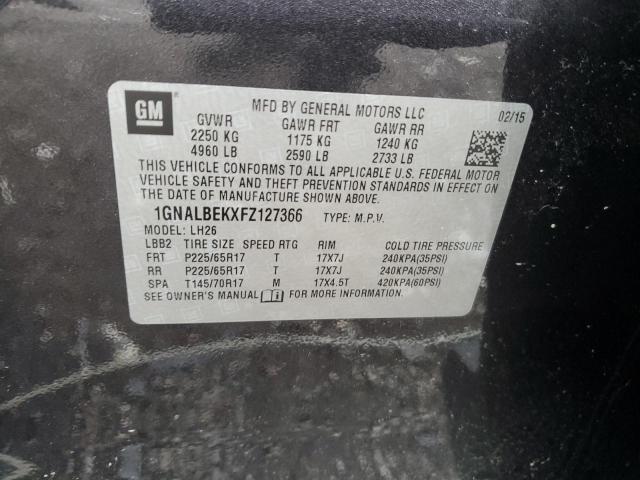 GM
MFD BY GENERAL MOTORS LLC 02/15
GVWR GAWR FRT GAWR RR
2250 KG 1175 KG 1240 KG
4960 LB 2590 LB 2733 LB
THIS VEHICLE CONFORMS TO ALL APPLICABLE U.S. FEDERAL MOTOR
VEHICLE SAFETY AND THEFT PREVENTION STANDARDS IN EFFECT ON
THE DATE OF MANUFACTURE SHOWN ABOVE.
1GNALBEKXFZ127366 TYPE: M.P.V.
MODEL: LH26
LBB2 TIRE SIZE SPEED RTG RIM COLD TIRE PRESSURE
FRT P225/65R17 T 17X7J 240KPA(35PSI)
RR P225/65R17 T 17X7J 240KPA(35PSI)
SPA T145/70R17 M 17X4.5T 420KPA(60PSI)
SEE OWNER'S MANUAL FOR MORE INFORMATION